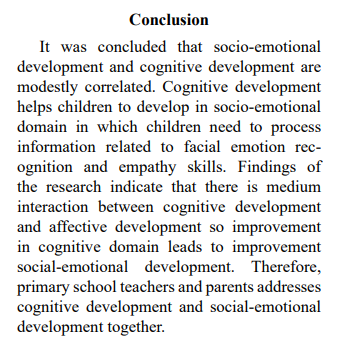 Conclusion
It was concluded that socio-emotional
development and cognitive development are
modestly correlated. Cognitive development
helps children to develop in socio-emotional
domain in which children need to process
information related to facial emotion rec-
ognition and empathy skills. Findings of
the research indicate that there is medium
interaction between cognitive development
and affective development so improvement
in cognitive domain leads to improvement
social-emotional development. Therefore,
primary school teachers and parents addresses
cognitive development and social-emotional
development together.